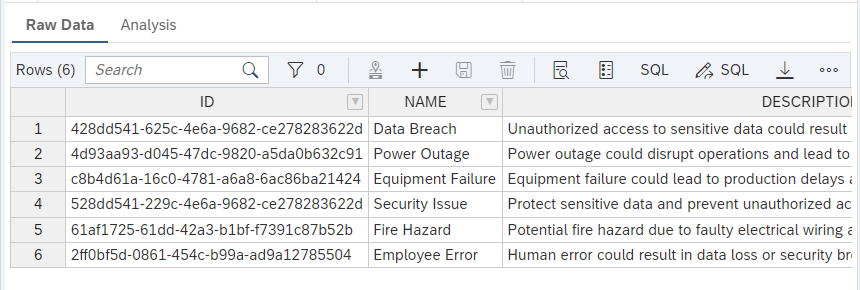 Raw Data Analysis
Rows (6) Search 0 SQL SQL
ID NAME DESCRIPTIO
1 428dd541-625c-4e6a-9682-ce278283622d Data Breach Unauthorized access to sensitive data could result
2 4d93aa93-d045-47dc-9820-a5da0b632c91 Power Outage Power outage could disrupt operations and lead to
3 c8b4d61a-16c0-4781-a6a8-6ac86ba21424 Equipment Failure Equipment failure could lead to production delays a
4 528dd541-229c-4e6a-9682-ce278283622d Security Issue Protect sensitive data and prevent unauthorized ac
5 61af1725-61dd-42a3-b1bf-f7391c87b52b Fire Hazard Potential fire hazard due to faulty electrical wiring a
6 2ff0bf5d-0861-454c-b99a-ad9a12785504 Employee Error Human error could result in data loss or security br